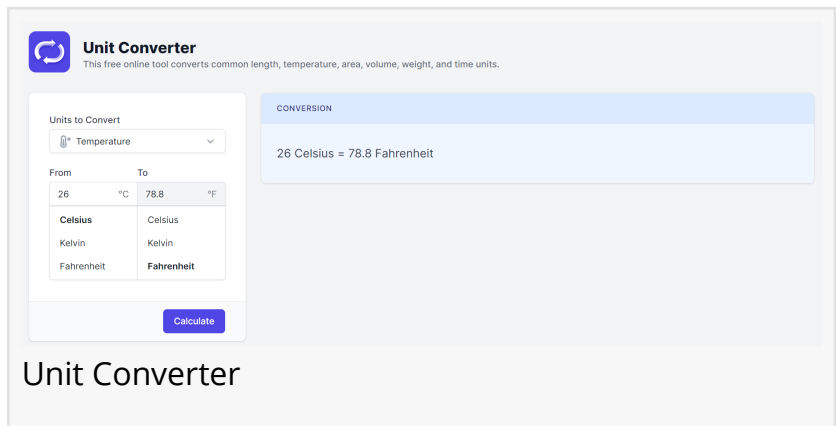 Unit Converter
This free online tool converts common length, temperature, area, volume, weight, and time units.
Units to Convert
Temperature
From To
26 °C 78.8 °F
Celsius Celsius
Kelvin Kelvin
Fahrenheit Fahrenheit
Calculate
CONVERSION
26 Celsius = 78.8 Fahrenheit
Unit Converter